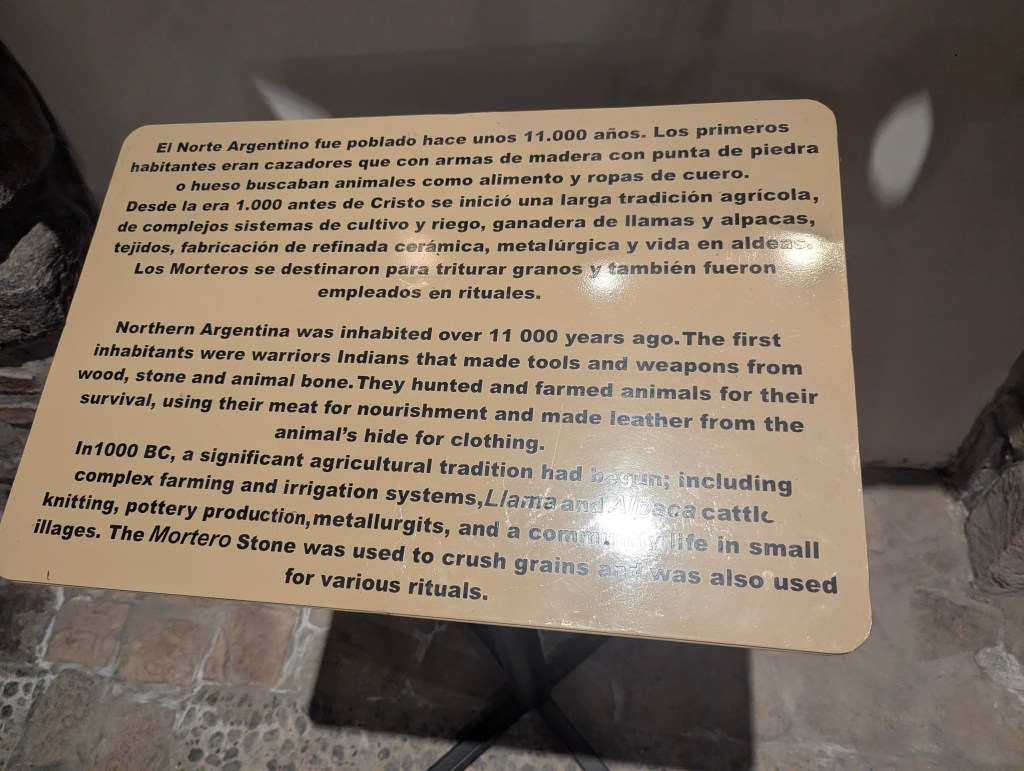 El Norte Argentino fue poblado hace unos 11.000 años. Los primeros
habitantes eran cazadores que con armas de madera con punta de piedra
o hueso buscaban animales como alimento y ropas de cuero.
Desde la era 1.000 antes de Cristo se inició una larga tradición agrícola,
de complejos sistemas de cultivo y riego, ganadera de llamas y alpacas,
tejidos, fabricación de refinada cerámica, metalúrgica y vida en aldeas.
Los Morteros se destinaron para triturar granos y también fueron
empleados en rituales.
Northern Argentina was inhabited over 11 000 years ago. The first
inhabitants were warriors Indians that made tools and weapons from
wood, stone and animal bone. They hunted and farmed animals for their
survival, using their meat for nourishment and made leather from the
animal's hide for clothing.
In1000 BC, a significant agricultural tradition had begun; including
complex farming and irrigation systems, Llama and Alpaca cattlc
knitting, pottery production, metallurgits, and a community life in small
illages. The Mortero Stone was used to crush grains and was also used
for various rituals.